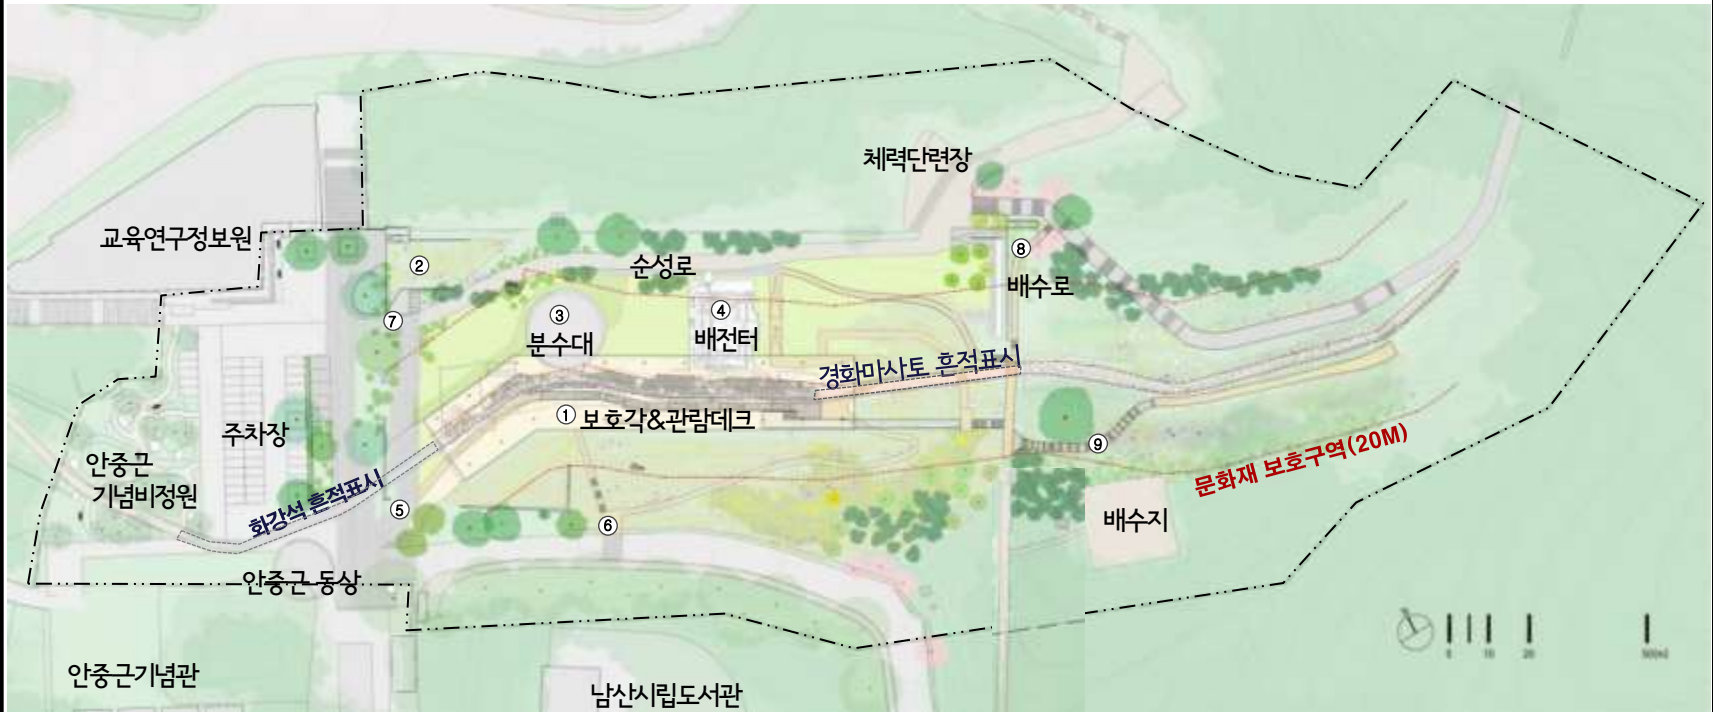 체력단련장
교육연구정보원
②
순성로
⑧
배수로
③
분수대
④
배전터
⑦
경화마사토 흔적표시
① 보호각&관람데크
주차장
⑨
문화재 보호구역(20M)
안중근
기념비정원
화강석 흔적표시
⑤
⑥
배수지
안중근 동상
안중근기념관
남산시립도서관